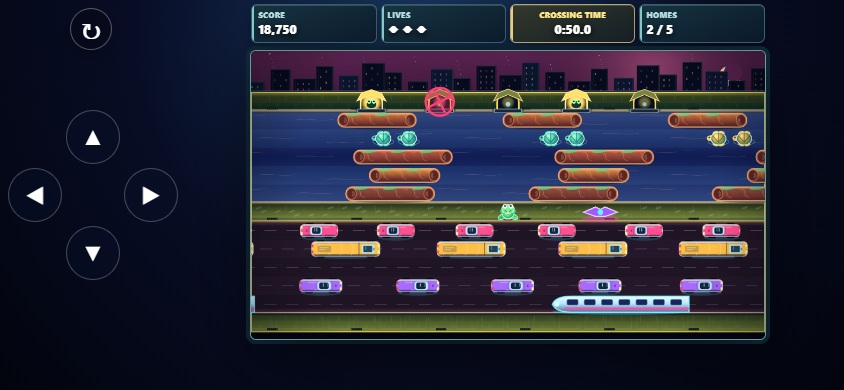 SCORE
18,750
LIVES
CROSSING TIME
0:50.0
HOMES
2 / 5